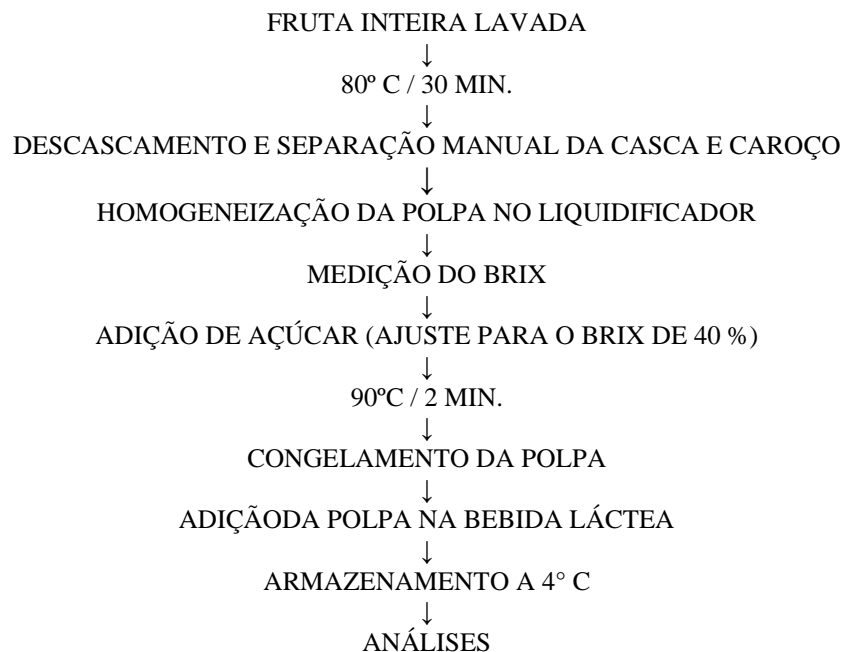 FRUTA INTEIRA LAVADA
↓
80º C / 30 MIN.
↓
DESCASCAMENTO E SEPARAÇÃO MANUAL DA CASCA E CAROÇO
↓
HOMOGENEIZAÇÃO DA POLPA NO LIQUIDIFICADOR
↓
MEDIÇÃO DO BRIX
↓
ADIÇÃO DE AÇÚCAR (AJUSTE PARA O BRIX DE 40 %)
↓
90ºC / 2 MIN.
↓
CONGELAMENTO DA POLPA
↓
ADIÇÃODA POLPA NA BEBIDA LÁCTEA
↓
ARMAZENAMENTO A 4° C
↓
ANÁLISES